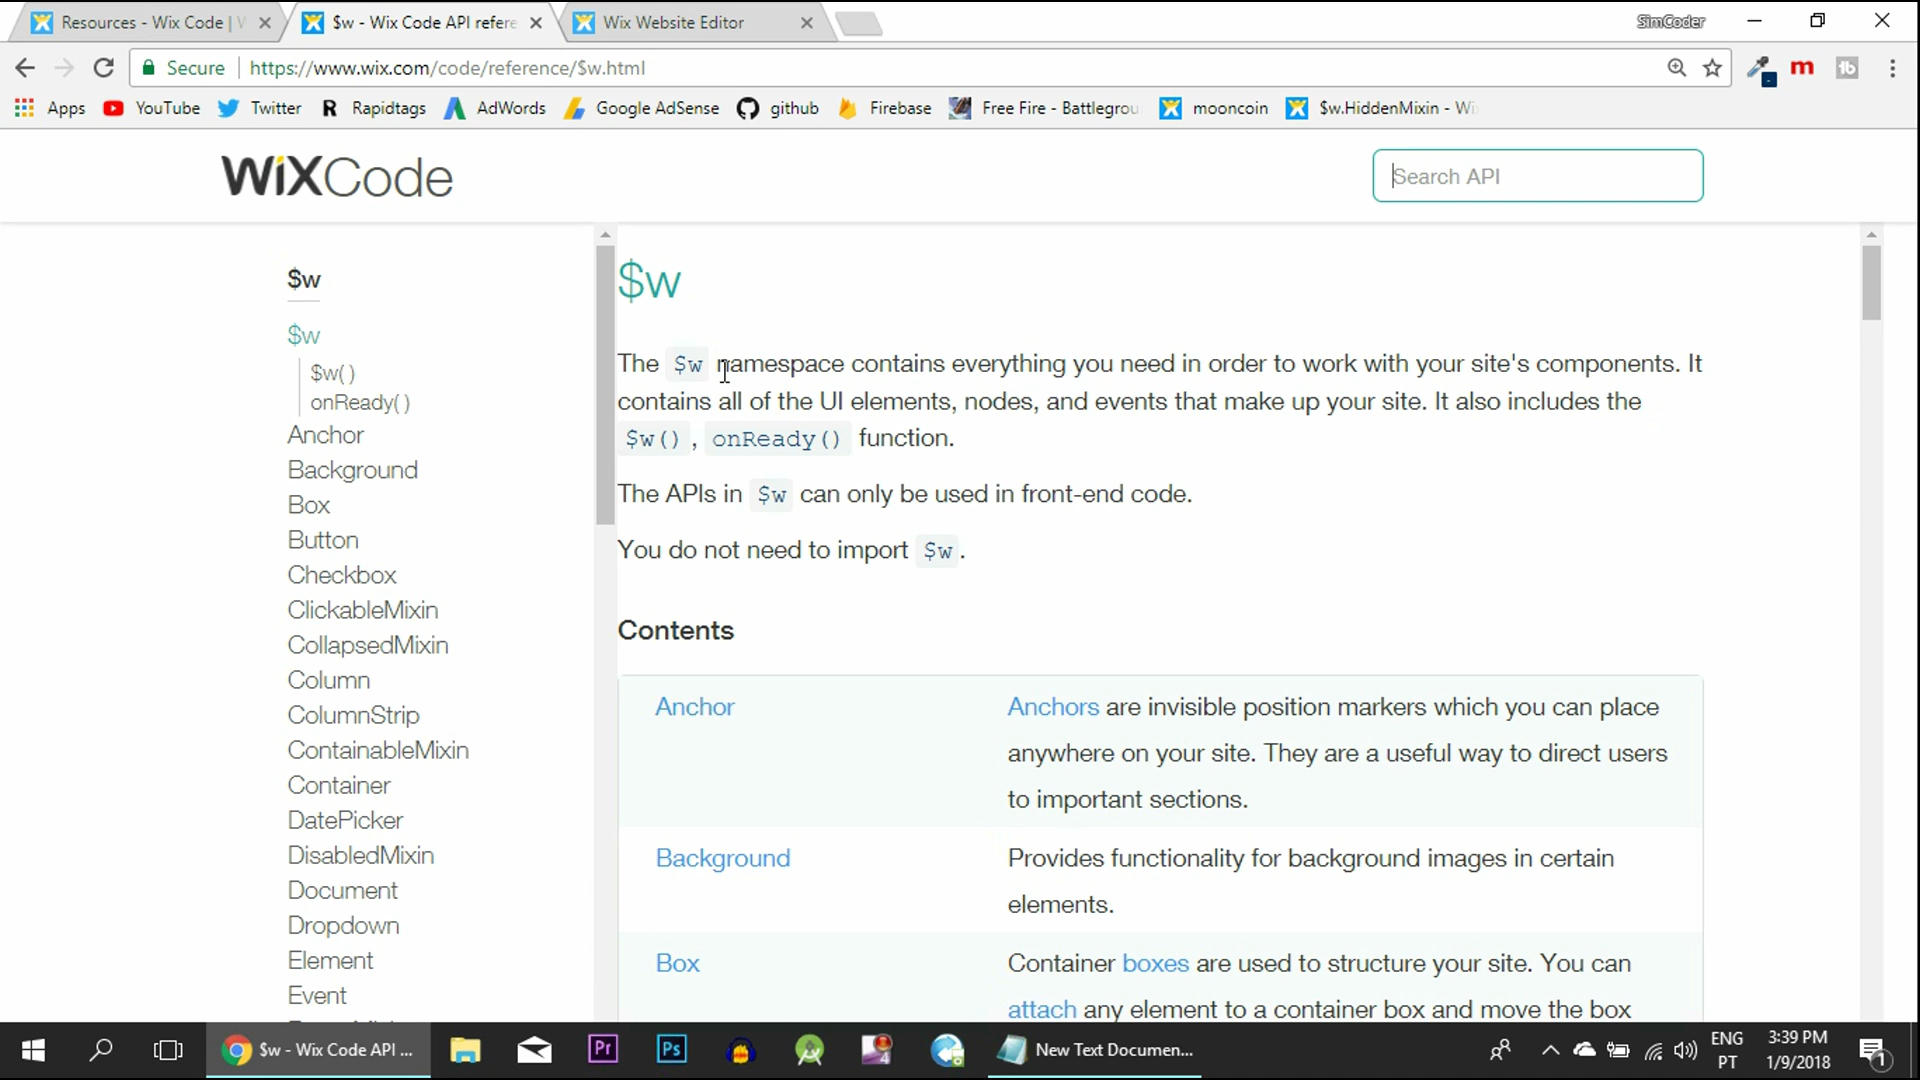 Resources - Wix Code | W
$w - Wix Code API refere
Wix Website Editor
SimCoder
Secure
https://www.wix.com/code/reference/$w.html
Apps
YouTube
Twitter
Rapidtags
AdWords
Google AdSense
github
Firebase
Free Fire - Battlegrou
mooncoin
$w.HiddenMixin - Wi
WiXCode
Search API
$w
$w
$w()
onReady()
Anchor
Background
Box
Button
Checkbox
ClickableMixin
CollapsedMixin
Column
ColumnStrip
ContainableMixin
Container
DatePicker
DisabledMixin
Document
Dropdown
Element
Event
$w
The $w namespace contains everything you need in order to work with your site's components. It
contains all of the UI elements, nodes, and events that make up your site. It also includes the
$w(), onReady() function.
The APIs in $w can only be used in front-end code.
You do not need to import $w.
Contents
Anchor
Anchors are invisible position markers which you can place
anywhere on your site. They are a useful way to direct users
to important sections.
Background
Provides functionality for background images in certain
elements.
Box
Container boxes are used to structure your site. You can
attach any element to a container box and move the box
$w - Wix Code API ...
Pr
Ps
4
New Text Documen...
ENG
PT
3:39 PM
1/9/2018
1